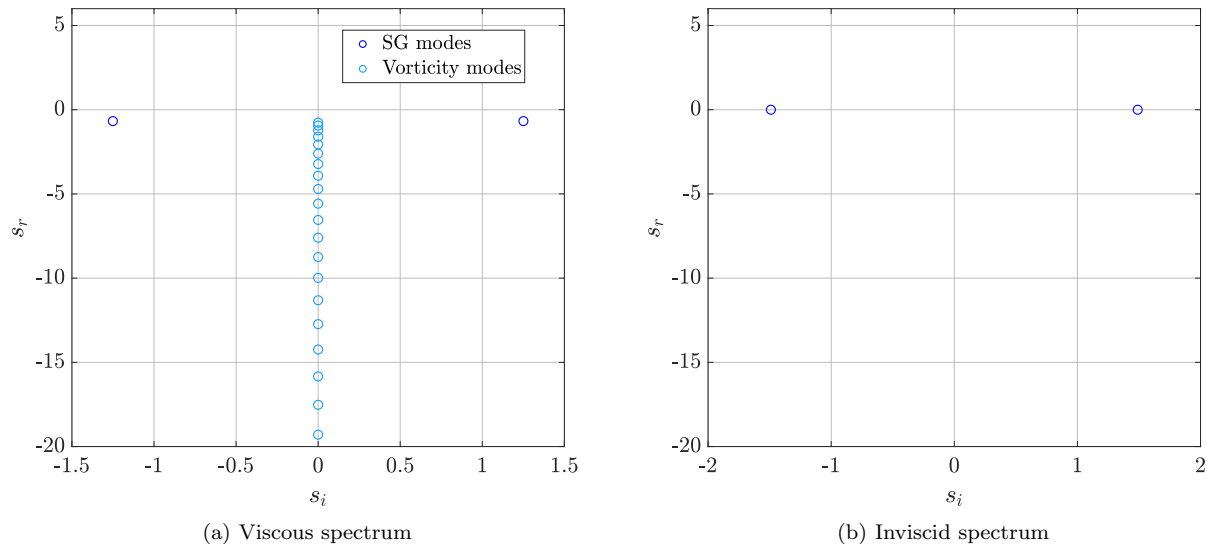 5
0
-5
-10
-15
-20
-1.5 -1 -0.5 0 0.5 1 1.5
s_r
s_i
SG modes
Vorticity modes
(a) Viscous spectrum
5
0
-5
-10
-15
-20
-2 -1 0 1 2
s_r
s_i
(b) Inviscid spectrum